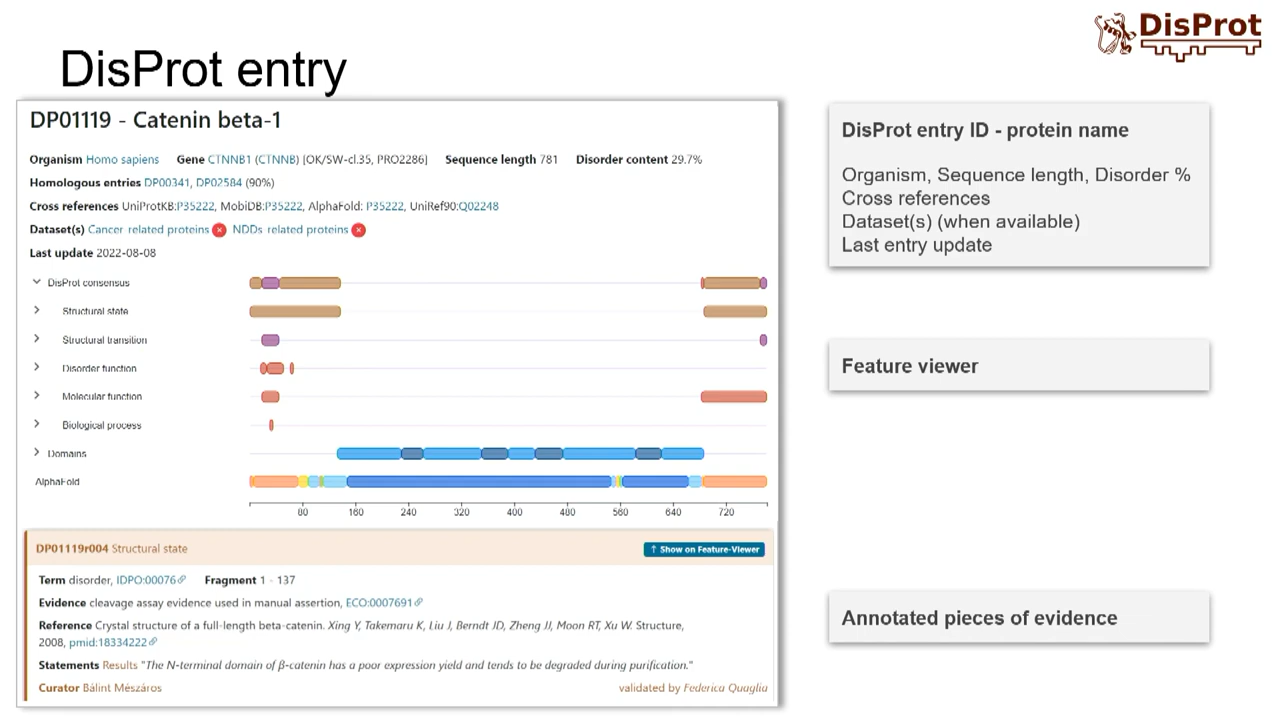 DisProt
DisProt entry
DP01119 - Catenin beta-1
Organism Homo sapiens Gene CTNNB1 (CTNNB) [OK/SW-cl.35, PRO2286] Sequence length 781 Disorder content 29.7%
Homologous entries DP00341, DP02584 (90%)
Cross references UniProtKB:P35222, MobiDB:P35222, AlphaFold: P35222, UniRef90:Q02248
Dataset(s) Cancer related proteins × NDDs related proteins ×
Last update 2022-08-08
DisProt consensus
Structural state
Structural transition
Disorder function
Molecular function
Biological process
Domains
AlphaFold
80 160 240 320 400 480 560 640 720
DP01119r004 Structural state ↑ Show on Feature-Viewer
Term disorder, IDPO:00076 Fragment 1 - 137
Evidence cleavage assay evidence used in manual assertion, ECO:0007691
Reference Crystal structure of a full-length beta-catenin. Xing Y, Takemaru K, Liu J, Berndt JD, Zheng JJ, Moon RT, Xu W. Structure,
2008, pmid:18334222
Statements Results "The N-terminal domain of β-catenin has a poor expression yield and tends to be degraded during purification."
Curator Bálint Mészáros validated by Federica Quaglia
DisProt entry ID - protein name
Organism, Sequence length, Disorder %
Cross references
Dataset(s) (when available)
Last entry update
Feature viewer
Annotated pieces of evidence